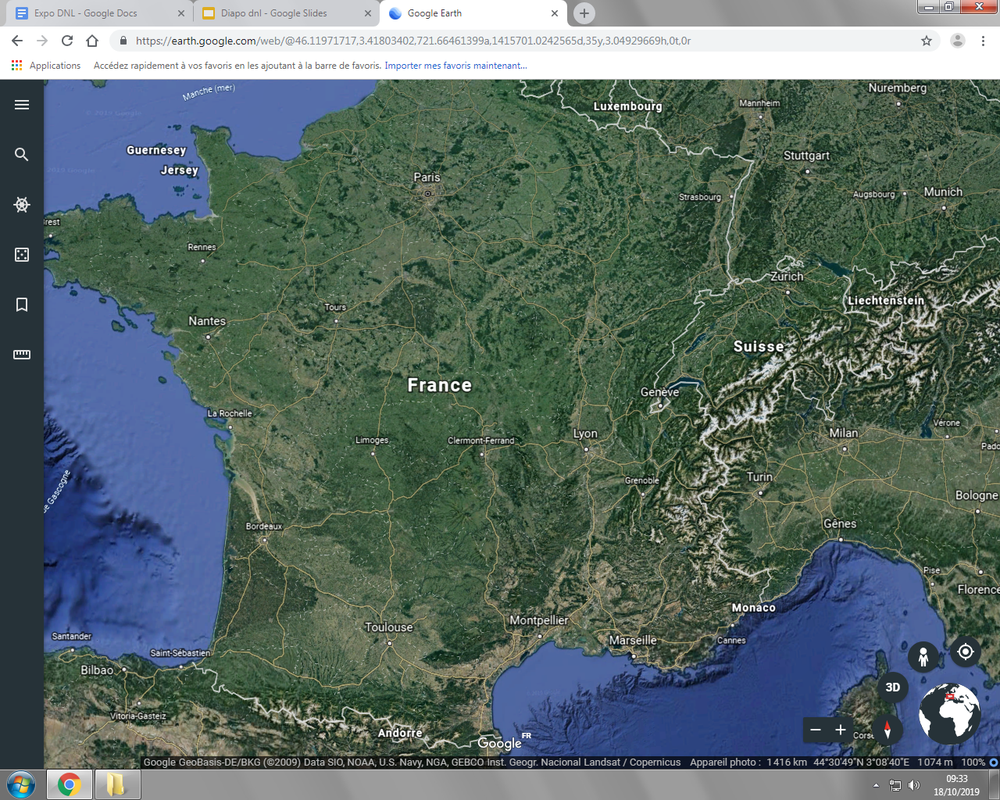 Expo DNL - Google Docs
Diapo dnl - Google Slides
Google Earth
https://earth.google.com/web/@46.11971717,3.41803402,721.66461399a,1415701.0242565d,35y,3.04929669h,0t,0r
Applications
Accédez rapidement à vos favoris en les ajoutant à la barre de favoris. Importer mes favoris maintenant...
Manche (mer)
Luxembourg
Mannheim
Nuremberg
Guernesey
Jersey
Paris
Stuttgart
Strasbourg
Augsbourg
Munich
rest
Rennes
Zurich
Liechtenstein
Tours
Nantes
Suisse
France
Genève
La Rochelle
Lyon
Milan
Vérone
Limoges
Clermont-Ferrand
Pado
Grenoble
Turin
de Gascogne
Bologne
Bordeaux
Gênes
Pise
Florence
Monaco
Toulouse
Montpellier
Marseille
Cannes
Santander
Saint-Sébastien
Bilbao
3D
Vitoria-Gasteiz
Andorre
Google FR
Corse
Google GeoBasis-DE/BKG (©2009) Data SIO, NOAA, U.S. Navy, NGA, GEBCO Inst. Geogr. Nacional Landsat / Copernicus
Appareil photo : 1 416 km 44°30'49"N 3°08'40"E 1 074 m 100%
09:33
18/10/2019